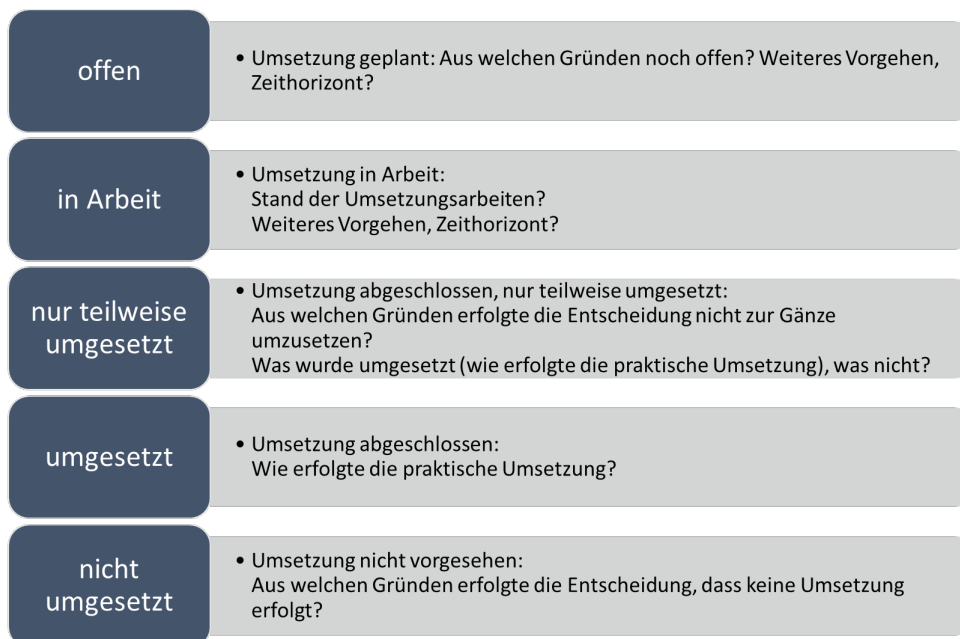 offen
• Umsetzung geplant: Aus welchen Gründen noch offen? Weiteres Vorgehen,
Zeithorizont?
in Arbeit
• Umsetzung in Arbeit:
Stand der Umsetzungsarbeiten?
Weiteres Vorgehen, Zeithorizont?
nur teilweise
umgesetzt
• Umsetzung abgeschlossen, nur teilweise umgesetzt:
Aus welchen Gründen erfolgte die Entscheidung nicht zur Gänze
umzusetzen?
Was wurde umgesetzt (wie erfolgte die praktische Umsetzung), was nicht?
umgesetzt
• Umsetzung abgeschlossen:
Wie erfolgte die praktische Umsetzung?
nicht
umgesetzt
• Umsetzung nicht vorgesehen:
Aus welchen Gründen erfolgte die Entscheidung, dass keine Umsetzung
erfolgt?